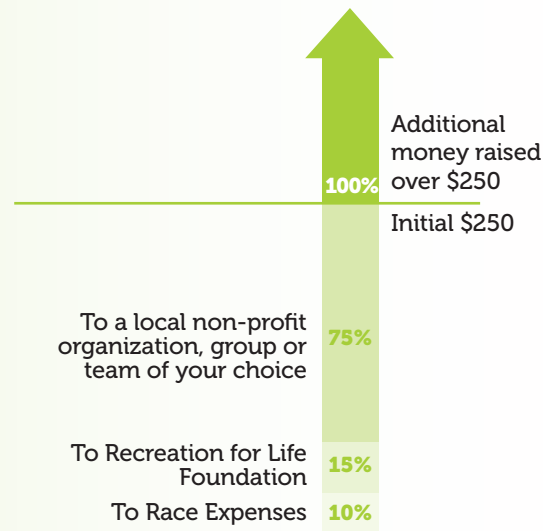 Additional
money raised
100% over $250
Initial $250
To a local non-profit
organization, group or
team of your choice
75%
To Recreation for Life
Foundation
15%
To Race Expenses 10%